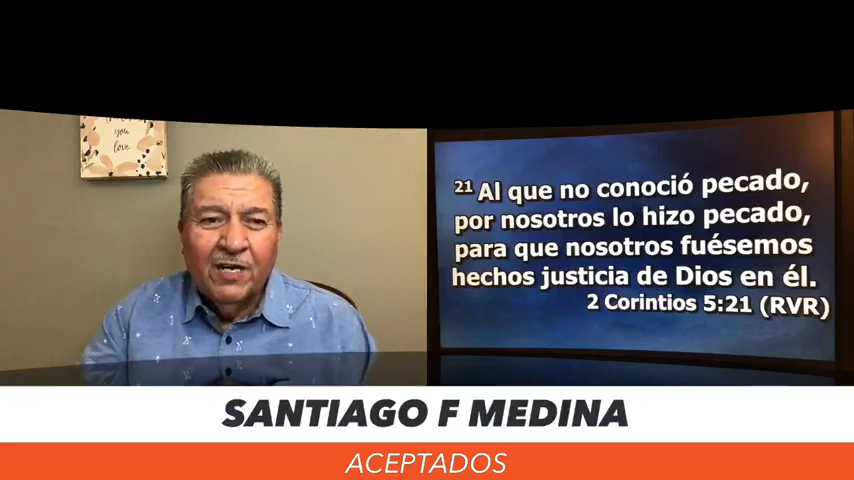 you
love
21 Al que no conoció pecado,
por nosotros lo hizo pecado,
para que nosotros fuésemos
hechos justicia de Dios en él.
2 Corintios 5:21 (RVR)
SANTIAGO F MEDINA
ACEPTADOS